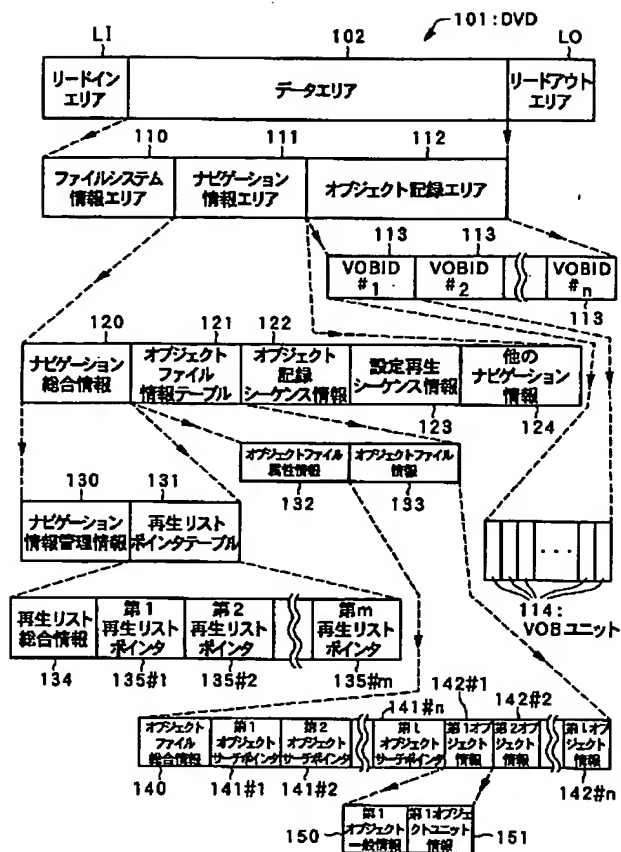 LI
102
101:DVD
LO
リードイン
エリア
データエリア
リードアウト
エリア
110
111
112
ファイルシステム
情報エリア
ナビゲーション
情報エリア
オブジェクト記録エリア
113
113
VOBID
#1
VOBID
#2
VOBID
#n
113
120
121
122
ナビゲーション
総合情報
オブジェクト
ファイル
情報テーブル
オブジェクト
記録
シーケンス情報
設定再生
シーケンス情報
他の
ナビゲーション
情報
123
124
オブジェクトファイル
属性情報
オブジェクトファイル
情報
132
133
130
131
ナビゲーション
情報管理情報
再生リスト
ポインタテーブル
114:
VOBユニット
再生リスト
総合情報
第1
再生リスト
ポインタ
第2
再生リスト
ポインタ
第m
再生リスト
ポインタ
134
135#1
135#2
135#m
142#1
142#2
141#n
オブジェクト
ファイル
総合情報
第1
オブジェクト
サーチポインタ
第2
オブジェクト
サーチポインタ
第l
オブジェクト
サーチポインタ
第1オブ
ジェクト
情報
第2オブ
ジェクト
情報
第lオブ
ジェクト
情報
140
141#1
141#2
142#n
150
第1
オブジェクト
一般情報
第1オブジェ
クトユニット
情報
151